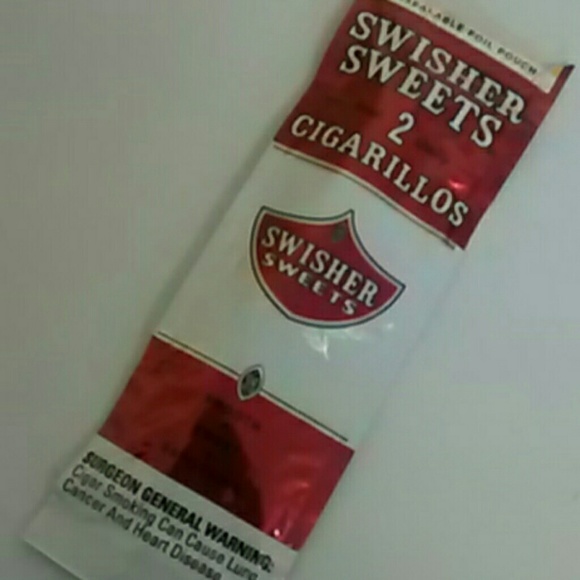 RESEALABLE FOIL POUCH
SWISHER
SWEETS
2
CIGARILLOS
SWISHER
SWEETS
SURGEON GENERAL WARNING:
Cigar Smoking Can Cause Lung
Cancer And Heart Disease